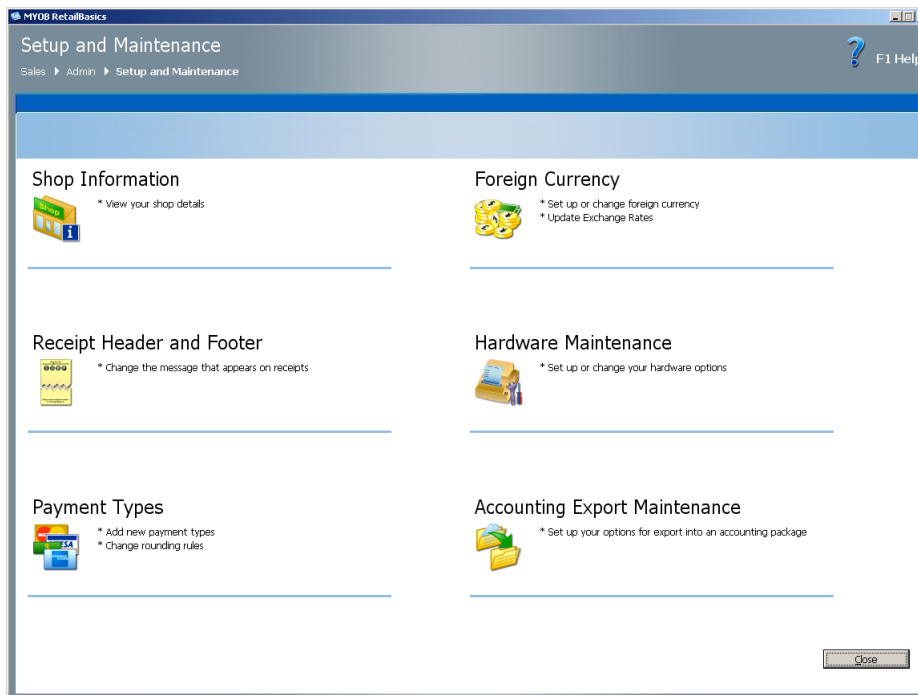 MYOB RetailBasics
Setup and Maintenance
F1 Help
Sales ▶ Admin ▶ Setup and Maintenance
Shop Information
Shop
i
* View your shop details
Foreign Currency
* Set up or change foreign currency
* Update Exchange Rates
Receipt Header and Footer
* Change the message that appears on receipts
Hardware Maintenance
* Set up or change your hardware options
Payment Types
* Add new payment types
* Change rounding rules
Accounting Export Maintenance
* Set up your options for export into an accounting package
Close